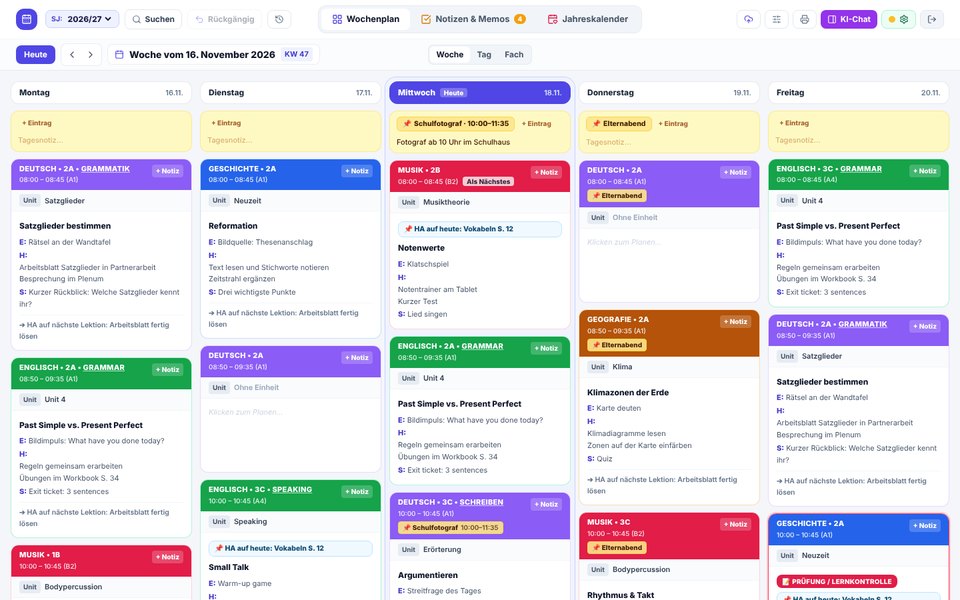 SJ: 2026/27
Suchen
Rückgängig
Wochenplan
Notizen & Memos 4
Jahreskalender
KI-Chat
Heute
Woche vom 16. November 2026 KW 47
Woche Tag Fach
Montag 16.11.
+ Eintrag
Tagesnotiz...
DEUTSCH • 2A • GRAMMATIK + Notiz
08:00 – 08:45 (A1)
Unit Satzglieder
Satzglieder bestimmen
E: Rätsel an der Wandtafel
H:
Arbeitsblatt Satzglieder in Partnerarbeit
Besprechung im Plenum
S: Kurzer Rückblick: Welche Satzglieder kennt
ihr?
➔ HA auf nächste Lektion: Arbeitsblatt fertig
lösen
ENGLISCH • 2A • GRAMMAR + Notiz
08:50 – 09:35 (A1)
Unit Unit 4
Past Simple vs. Present Perfect
E: Bildimpuls: What have you done today?
H:
Regeln gemeinsam erarbeiten
Übungen im Workbook S. 34
S: Exit ticket: 3 sentences
➔ HA auf nächste Lektion: Arbeitsblatt fertig
lösen
MUSIK • 1B + Notiz
10:00 – 10:45 (B2)
Unit Bodypercussion
Dienstag 17.11.
+ Eintrag
Tagesnotiz...
GESCHICHTE • 2A + Notiz
08:00 – 08:45 (A1)
Unit Neuzeit
Reformation
E: Bildquelle: Thesenanschlag
H:
Text lesen und Stichworte notieren
Zeitstrahl ergänzen
S: Drei wichtigste Punkte
➔ HA auf nächste Lektion: Arbeitsblatt fertig
lösen
DEUTSCH • 2A + Notiz
08:50 – 09:35 (A1)
Unit Ohne Einheit
Klicken zum Planen...
ENGLISCH • 3C • SPEAKING + Notiz
10:00 – 10:45 (A4)
Unit Speaking
📌 HA auf heute: Vokabeln S. 12
Small Talk
E: Warm-up game
H:
Mittwoch Heute 18.11.
📌 Schulfotograf · 10:00–11:35 + Eintrag
Fotograf ab 10 Uhr im Schulhaus
MUSIK • 2B + Notiz
08:00 – 08:45 (B2) Als Nächstes
Unit Musiktheorie
📌 HA auf heute: Vokabeln S. 12
Notenwerte
E: Klatschspiel
H:
Notentrainer am Tablet
Kurzer Test
S: Lied singen
ENGLISCH • 2A • GRAMMAR + Notiz
08:50 – 09:35 (A1)
Unit Unit 4
Past Simple vs. Present Perfect
E: Bildimpuls: What have you done today?
H:
Regeln gemeinsam erarbeiten
Übungen im Workbook S. 34
S: Exit ticket: 3 sentences
DEUTSCH • 3C • SCHREIBEN + Notiz
10:00 – 10:45 (A1)
📌 Schulfotograf 10:00–11:35
Unit Erörterung
Argumentieren
E: Streitfrage des Tages
H:
Donnerstag 19.11.
📌 Elternabend + Eintrag
Tagesnotiz...
DEUTSCH • 2A + Notiz
08:00 – 08:45 (A1)
📌 Elternabend
Unit Ohne Einheit
Klicken zum Planen...
GEOGRAFIE • 2A + Notiz
08:50 – 09:35 (A1)
📌 Elternabend
Unit Klima
Klimazonen der Erde
E: Karte deuten
H:
Klimadiagramme lesen
Zonen auf der Karte einfärben
S: Quiz
➔ HA auf nächste Lektion: Arbeitsblatt fertig
lösen
MUSIK • 3C + Notiz
10:00 – 10:45 (B2)
📌 Elternabend
Unit Bodypercussion
Rhythmus & Takt
Freitag 20.11.
+ Eintrag
Tagesnotiz...
ENGLISCH • 3C • GRAMMAR + Notiz
08:00 – 08:45 (A4)
Unit Unit 4
Past Simple vs. Present Perfect
E: Bildimpuls: What have you done today?
H:
Regeln gemeinsam erarbeiten
Übungen im Workbook S. 34
S: Exit ticket: 3 sentences
DEUTSCH • 2A • GRAMMATIK + Notiz
08:50 – 09:35 (A1)
Unit Satzglieder
Satzglieder bestimmen
E: Rätsel an der Wandtafel
H:
Arbeitsblatt Satzglieder in Partnerarbeit
Besprechung im Plenum
S: Kurzer Rückblick: Welche Satzglieder kennt
ihr?
➔ HA auf nächste Lektion: Arbeitsblatt fertig
lösen
GESCHICHTE • 2A + Notiz
10:00 – 10:45 (A1)
Unit Neuzeit
📝 PRÜFUNG / LERNKONTROLLE
📌 HA auf heute: Vokabeln S. 12